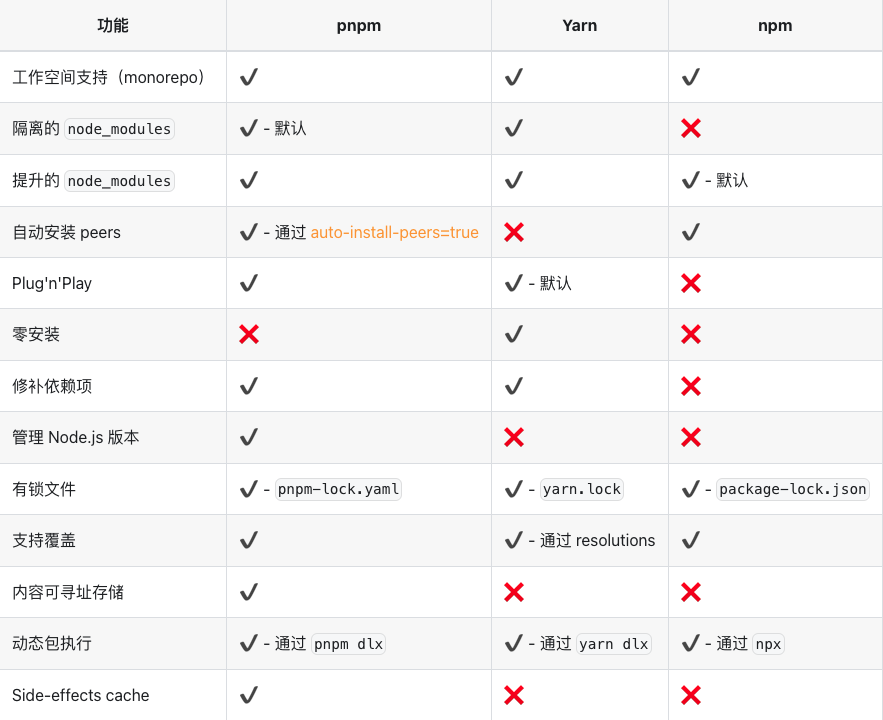 功能 pnpm Yarn npm
工作空间支持（monorepo） ✔ ✔ ✔
隔离的 node_modules ✔ - 默认 ✔ ❌
提升的 node_modules ✔ ✔ ✔ - 默认
自动安装 peers ✔ - 通过 auto-install-peers=true ❌ ✔
Plug'n'Play ✔ ✔ - 默认 ❌
零安装 ❌ ✔ ❌
修补依赖项 ✔ ✔ ❌
管理 Node.js 版本 ✔ ❌ ❌
有锁文件 ✔ - pnpm-lock.yaml ✔ - yarn.lock ✔ - package-lock.json
支持覆盖 ✔ ✔ - 通过 resolutions ✔
内容可寻址存储 ✔ ❌ ❌
动态包执行 ✔ - 通过 pnpm dlx ✔ - 通过 yarn dlx ✔ - 通过 npx
Side-effects cache ✔ ❌ ❌